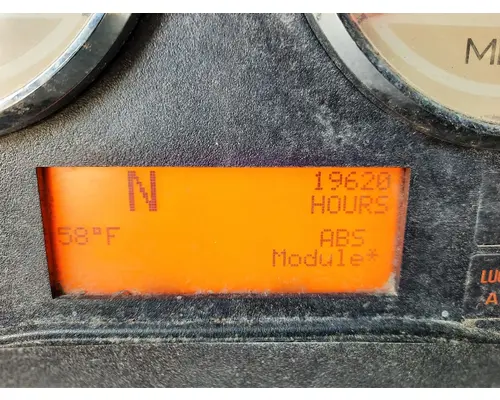 N
19620
HOURS
58°F
ABS
Module*